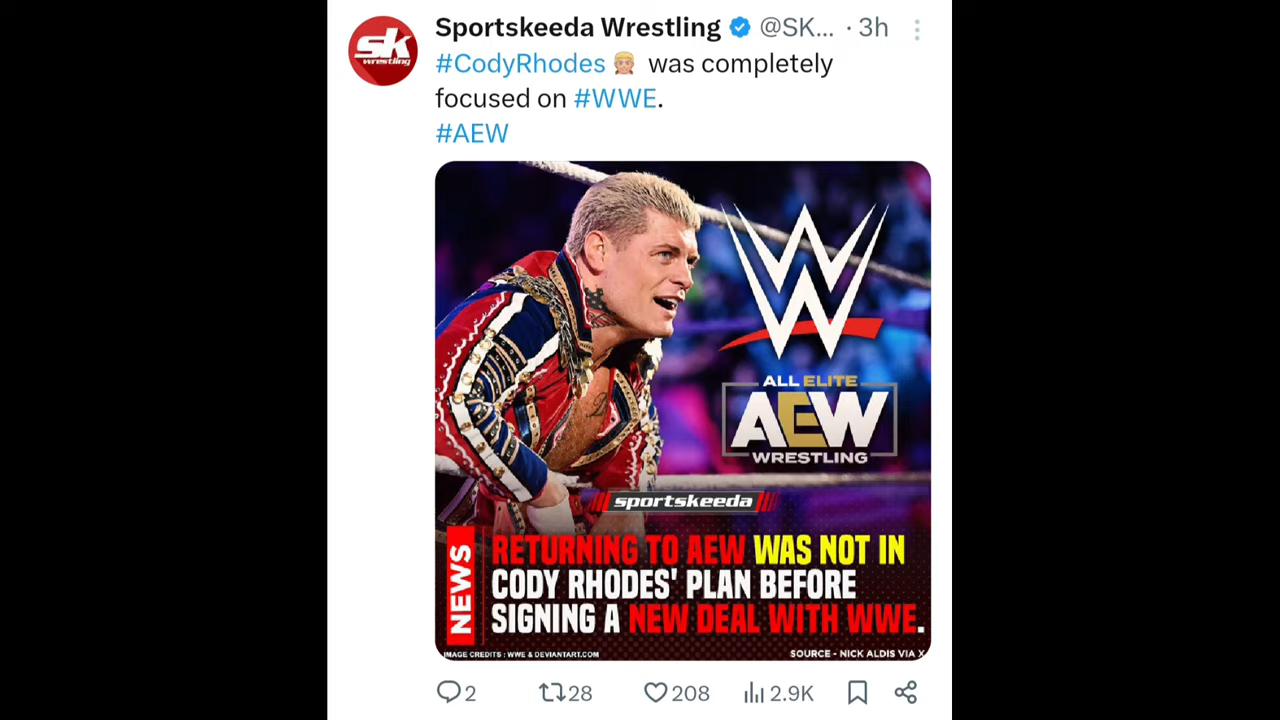 sk
wrestling
Sportskeeda Wrestling @SK... · 3h
#CodyRhodes was completely
focused on #WWE.
#AEW
W
ALL ELITE
AEW
WRESTLING
sportskeeda
NEWS
RETURNING TO AEW WAS NOT IN
CODY RHODES' PLAN BEFORE
SIGNING A NEW DEAL WITH WWE.
IMAGE CREDITS : WWE & DEVIANTART.COM
SOURCE - NICK ALDIS VIA X
2 28 208 2.9K